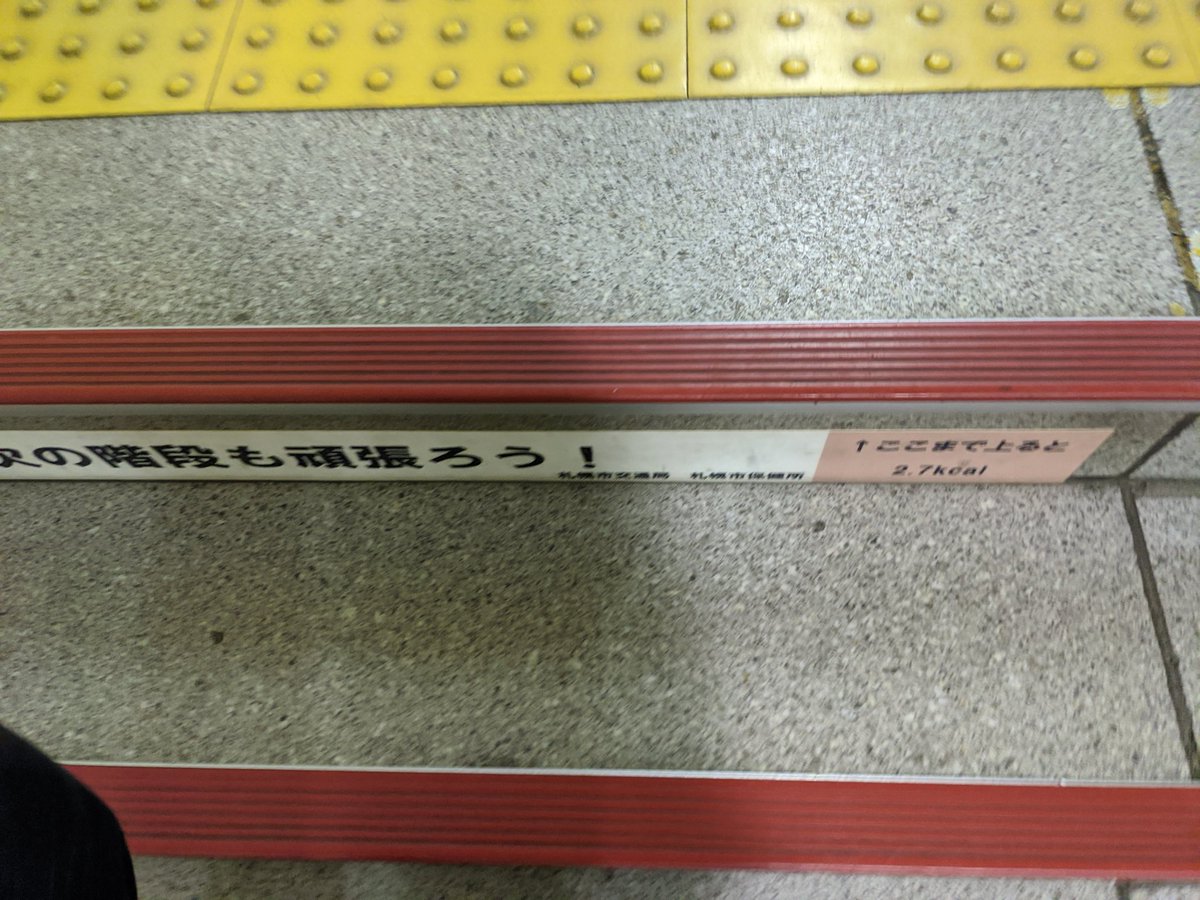 次の階段も頑張ろう！
札幌市交通局 札幌市保健所
↑ここまで上ると
2.7kcal